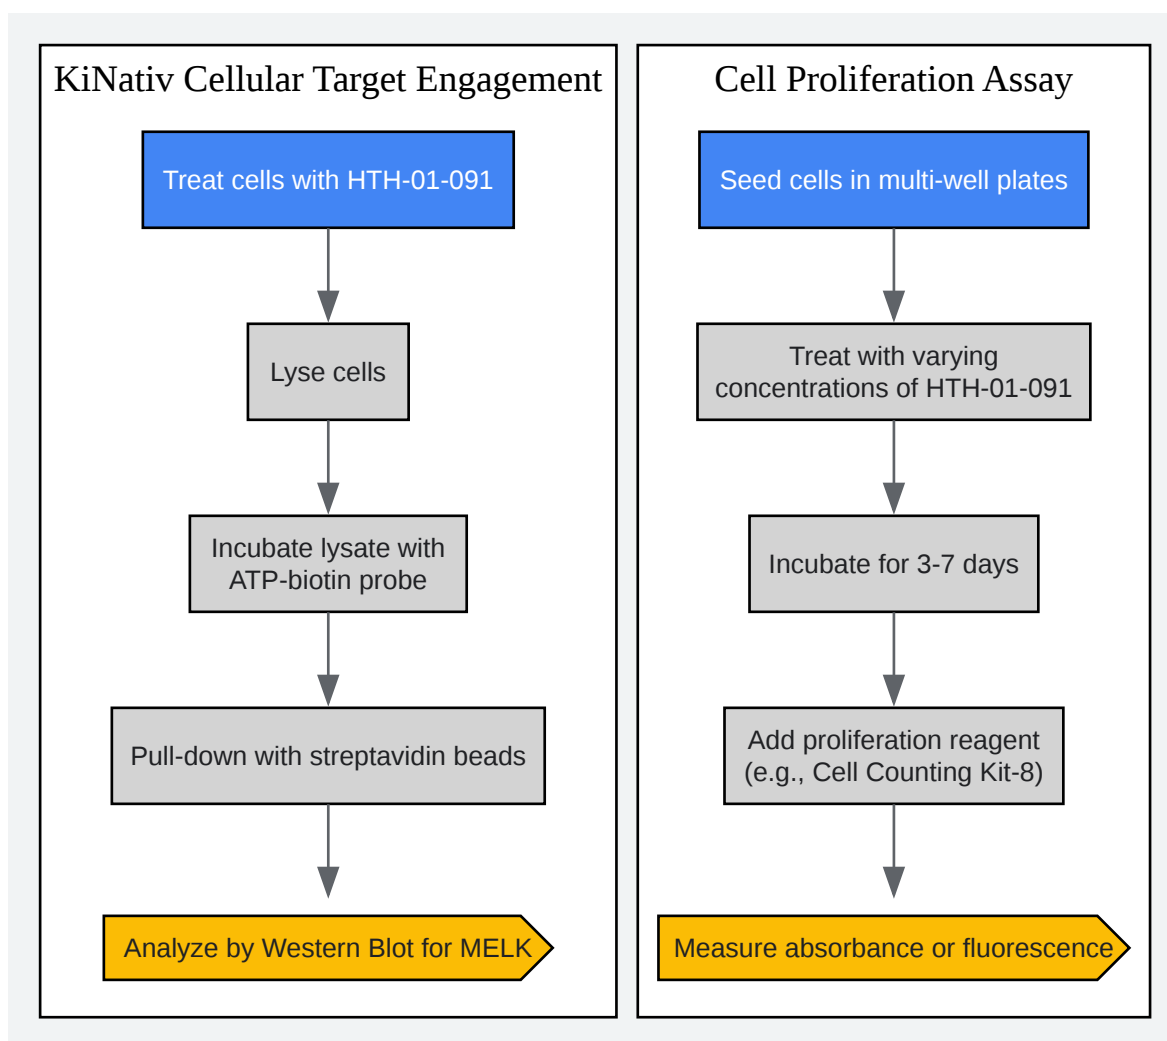 KiNativ Cellular Target Engagement
Treat cells with HTH-01-091
Lyse cells
Incubate lysate with
ATP-biotin probe
Pull-down with streptavidin beads
Analyze by Western Blot for MELK
Cell Proliferation Assay
Seed cells in multi-well plates
Treat with varying
concentrations of HTH-01-091
Incubate for 3-7 days
Add proliferation reagent
(e.g., Cell Counting Kit-8)
Measure absorbance or fluorescence